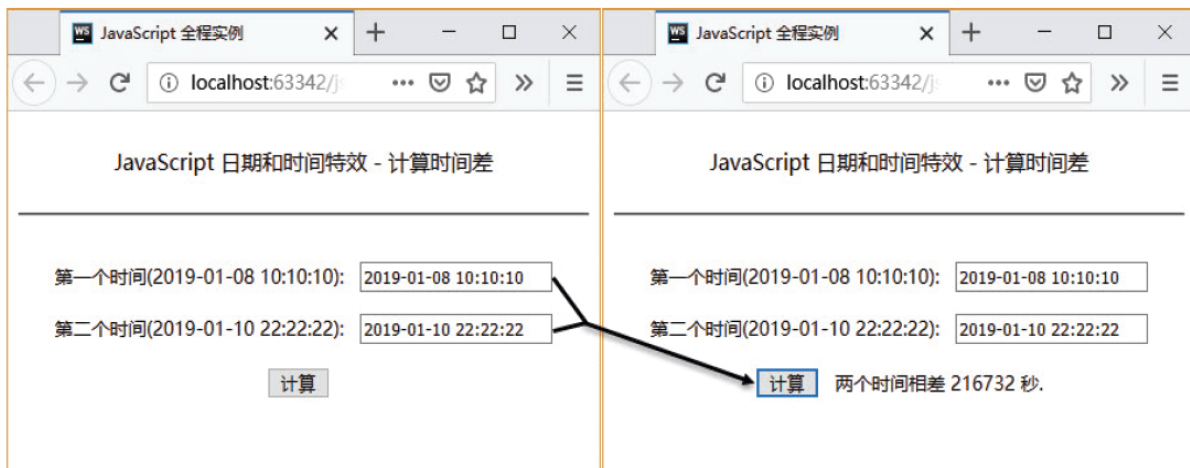 JavaScript 全程实例
localhost:63342/j
JavaScript 日期和时间特效 - 计算时间差
第一个时间(2019-01-08 10:10:10): 2019-01-08 10:10:10
第二个时间(2019-01-10 22:22:22): 2019-01-10 22:22:22
计算
JavaScript 全程实例
localhost:63342/j
JavaScript 日期和时间特效 - 计算时间差
第一个时间(2019-01-08 10:10:10): 2019-01-08 10:10:10
第二个时间(2019-01-10 22:22:22): 2019-01-10 22:22:22
计算 两个时间相差 216732 秒.